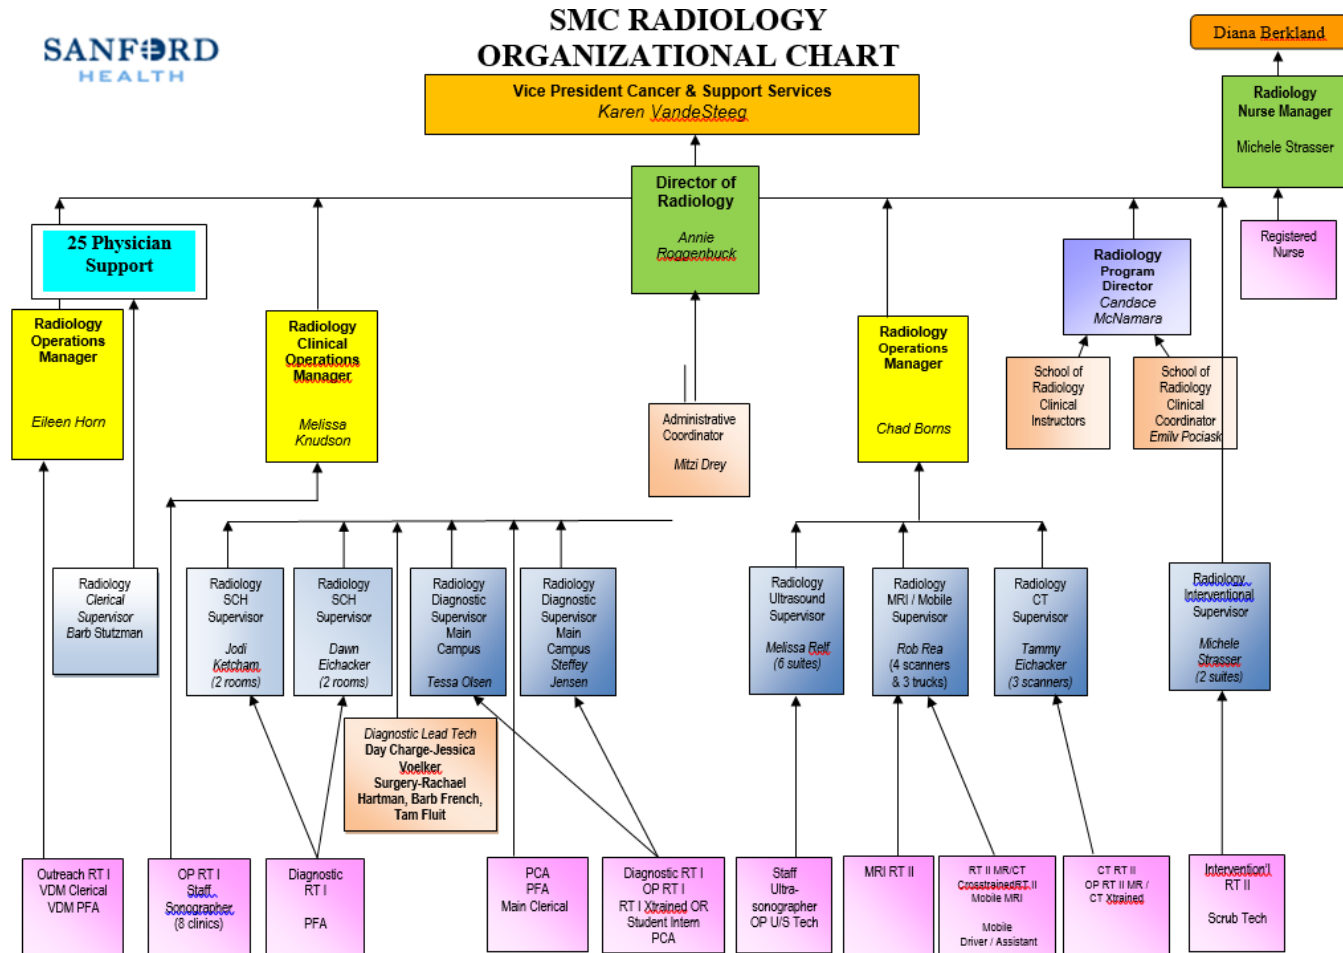 SANFORD
HEALTH
SMC RADIOLOGY
ORGANIZATIONAL CHART
Diana Berkland
Vice President Cancer & Support Services
Karen VandeSteeg
Radiology
Nurse Manager
Michele Strasser
Director of
Radiology
Annie
Roggenbuck
25 Physician
Support
Registered
Nurse
Radiology
Program
Director
Candace
McNamara
Radiology
Operations
Manager
Eileen Horn
Radiology
Clinical
Operations
Manager
Melissa
Knudson
Radiology
Operations
Manager
Chad Borns
School of
Radiology
Clinical
Instructors
School of
Radiology
Clinical
Coordinator
Emily Pociask
Administrative
Coordinator
Mitzi Drey
Radiology
Clerical
Supervisor
Barb Stutzman
Radiology
SCH
Supervisor
Jodi
Ketcham
(2 rooms)
Radiology
SCH
Supervisor
Dawn
Eichacker
(2 rooms)
Radiology
Diagnostic
Supervisor
Main
Campus
Tessa Olsen
Radiology
Diagnostic
Supervisor
Main
Campus
Steffey
Jensen
Radiology
Ultrasound
Supervisor
Melissa Relf
(6 suites)
Radiology
MRI / Mobile
Supervisor
Rob Rea
(4 scanners
& 3 trucks)
Radiology
CT
Supervisor
Tammy
Eichacker
(3 scanners)
Radiology
Interventional
Supervisor
Michele
Strasser
(2 suites)
Diagnostic Lead Tech
Day Charge-Jessica
Voelker
Surgery-Rachael
Hartman, Barb French,
Tam Fluit
Outreach RT I
VDM Clerical
VDM PFA
OP RT I
Staff
Sonographer
(8 clinics)
Diagnostic
RT I
PFA
PCA
PFA
Main Clerical
Diagnostic RT I
OP RT I
RT I Xtrained OR
Student Intern
PCA
Staff
Ultra-
sonographer
OP U/S Tech
MRI RT II
RT II MR/CT
CrosstrainedRT II
Mobile MRI
Mobile
Driver / Assistant
CT RT II
OP RT II MR /
CT Xtrained
Intervention'l
RT II
Scrub Tech